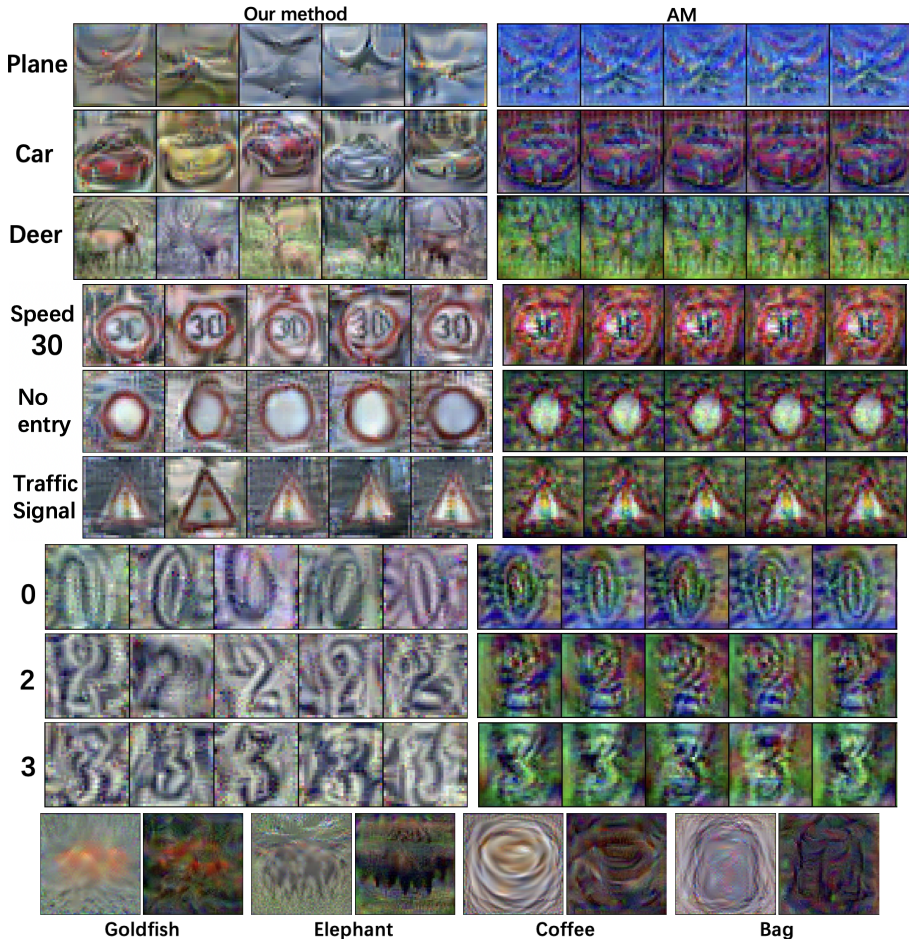 Our method
AM
Plane
Car
Deer
Speed
30
No
entry
Traffic
Signal
0
2
3
Goldfish
Elephant
Coffee
Bag